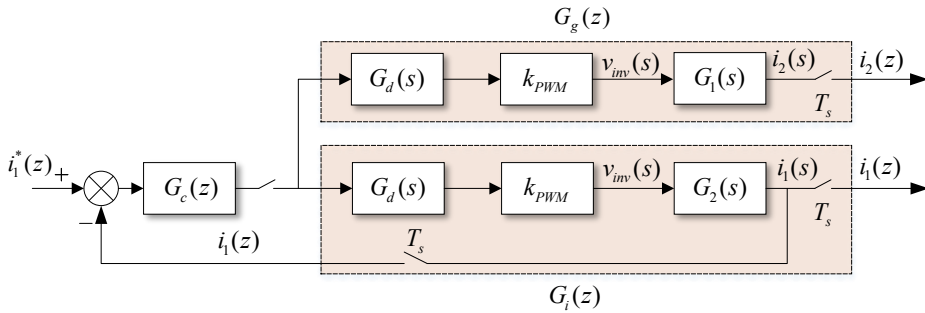 G_g(z)
G_d(s)
k_PWM
v_inv(s)
G_1(s)
i_2(s)
T_s
i_2(z)
i_1^*(z)
+
−
G_c(z)
G_d(s)
k_PWM
v_inv(s)
G_2(s)
i_1(s)
T_s
i_1(z)
i_1(z)
T_s
G_i(z)